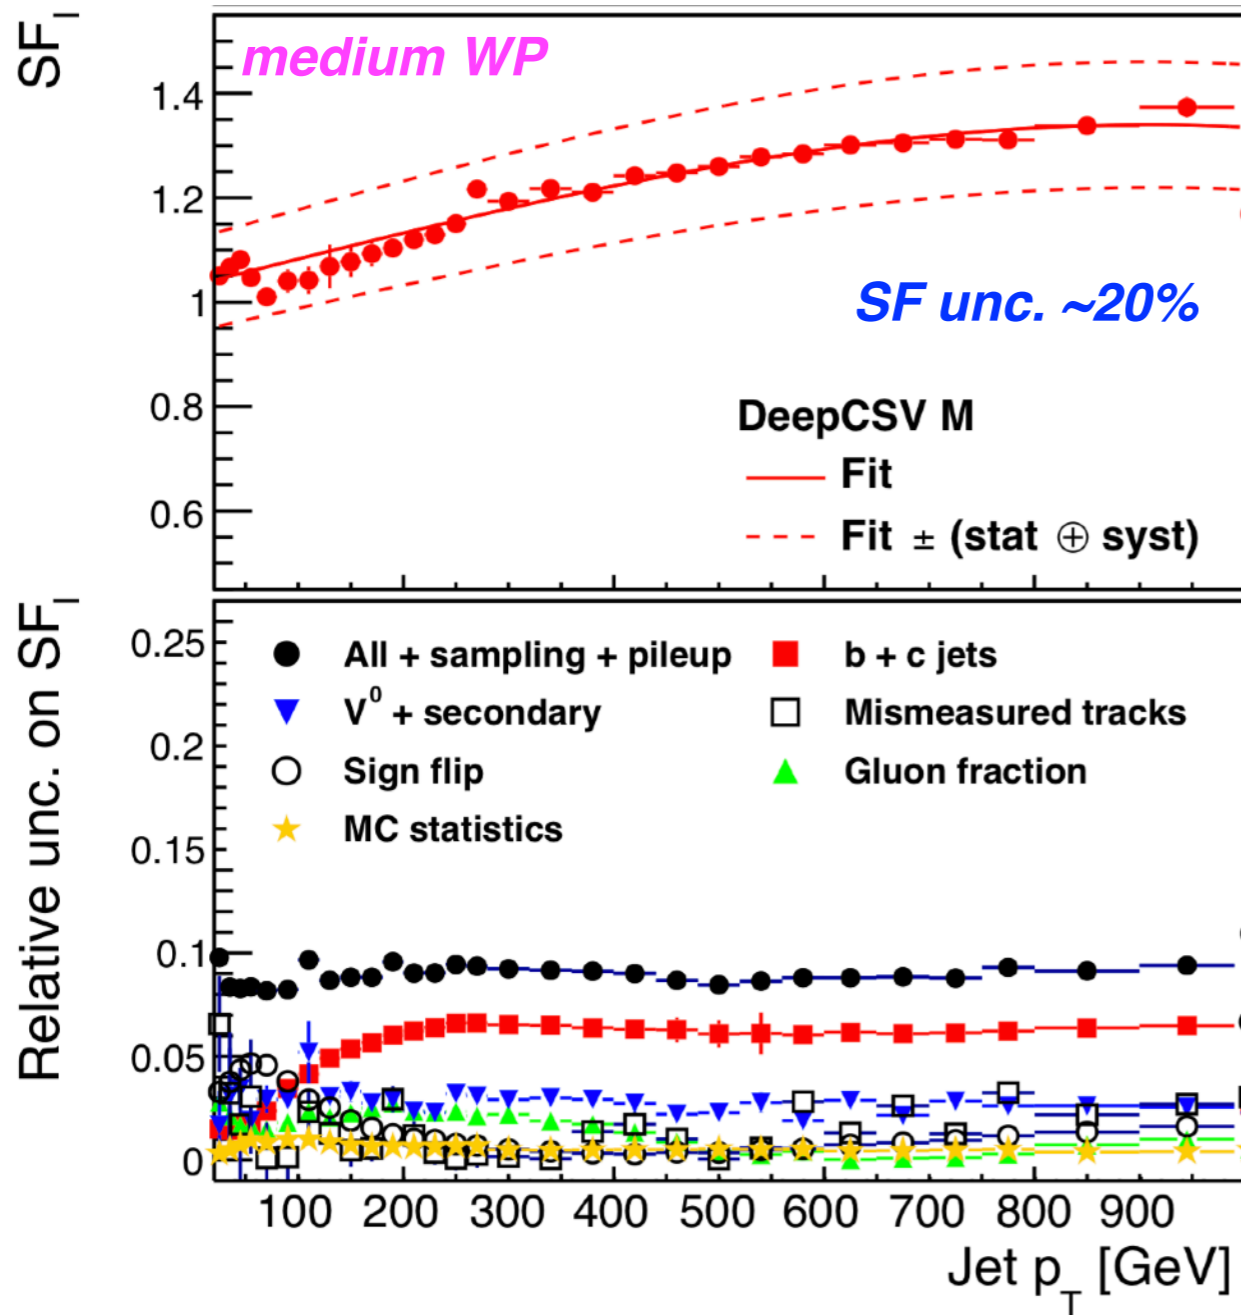 SF_l
medium WP
1.4
1.2
1
0.8
0.6
SF unc. ~20%
DeepCSV M
Fit
Fit ± (stat ⊕ syst)
Relative unc. on SF_l
0.25
0.2
0.15
0.1
0.05
0
All + sampling + pileup
b + c jets
V⁰ + secondary
Mismeasured tracks
Sign flip
Gluon fraction
MC statistics
100 200 300 400 500 600 700 800 900
Jet p_T [GeV]